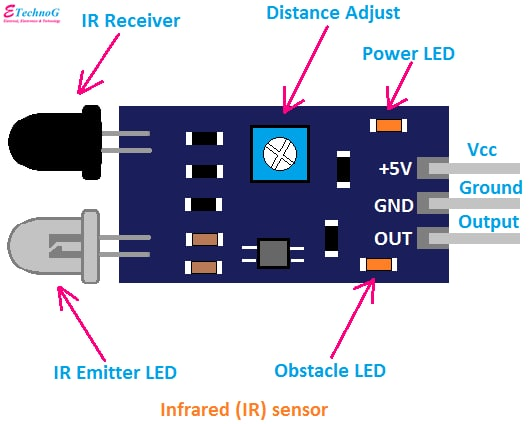 ETechnoG
Electrical, Electronics & Technology
IR Receiver
Distance Adjust
Power LED
+5V
Vcc
GND
Ground
OUT
Output
IR Emitter LED
Obstacle LED
Infrared (IR) sensor